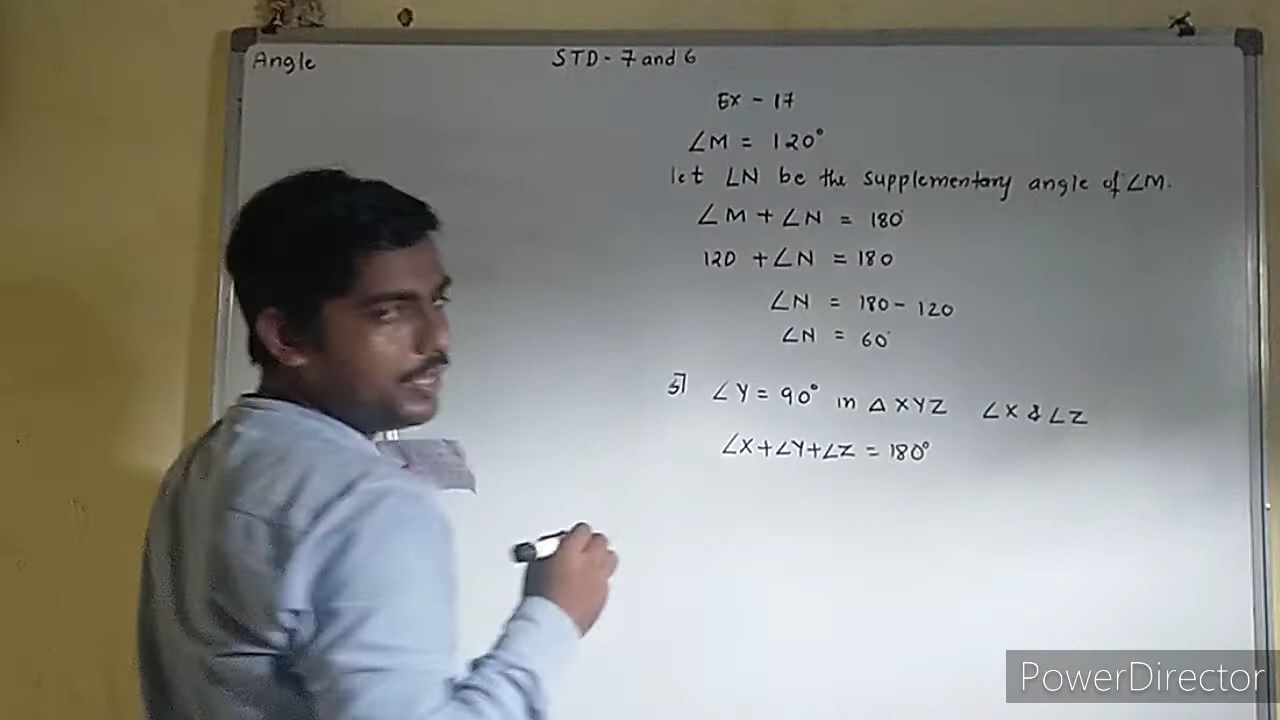 Angle
STD - 7 and 6
Ex - 17
∠M = 120°
let ∠N be the supplementary angle of ∠M.
∠M + ∠N = 180°
120 + ∠N = 180
∠N = 180 - 120
∠N = 60°
5] ∠Y = 90° in △XYZ ∠X & ∠Z
∠X+∠Y+∠Z = 180°
PowerDirector